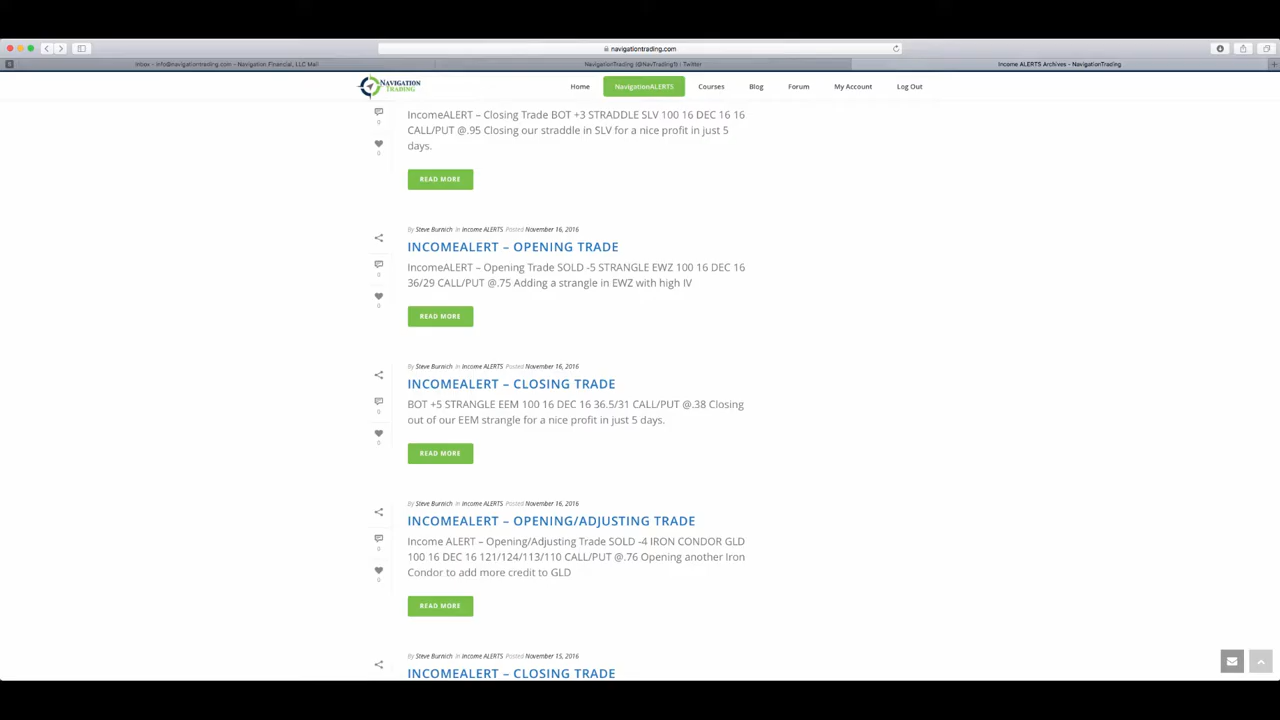 navigationtrading.com
Inbox - info@navigationtrading.com - Navigation Financial, LLC Mail
NavigationTrading (@NavTrading1) | Twitter
Income ALERTS Archives - NavigationTrading
NAVIGATION
TRADING
Home
NavigationALERTS
Courses
Blog
Forum
My Account
Log Out
IncomeALERT – Closing Trade BOT +3 STRADDLE SLV 100 16 DEC 16 16
CALL/PUT @.95 Closing our straddle in SLV for a nice profit in just 5
days.
0
0
READ MORE
By Steve Burnich In Income ALERTS Posted November 16, 2016
INCOMEALERT – OPENING TRADE
IncomeALERT – Opening Trade SOLD -5 STRANGLE EWZ 100 16 DEC 16
36/29 CALL/PUT @.75 Adding a strangle in EWZ with high IV
0
0
READ MORE
By Steve Burnich In Income ALERTS Posted November 16, 2016
INCOMEALERT – CLOSING TRADE
BOT +5 STRANGLE EEM 100 16 DEC 16 36.5/31 CALL/PUT @.38 Closing
out of our EEM strangle for a nice profit in just 5 days.
0
0
READ MORE
By Steve Burnich In Income ALERTS Posted November 16, 2016
INCOMEALERT – OPENING/ADJUSTING TRADE
Income ALERT – Opening/Adjusting Trade SOLD -4 IRON CONDOR GLD
100 16 DEC 16 121/124/113/110 CALL/PUT @.76 Opening another Iron
Condor to add more credit to GLD
0
0
READ MORE
By Steve Burnich In Income ALERTS Posted November 15, 2016
INCOMEALERT – CLOSING TRADE